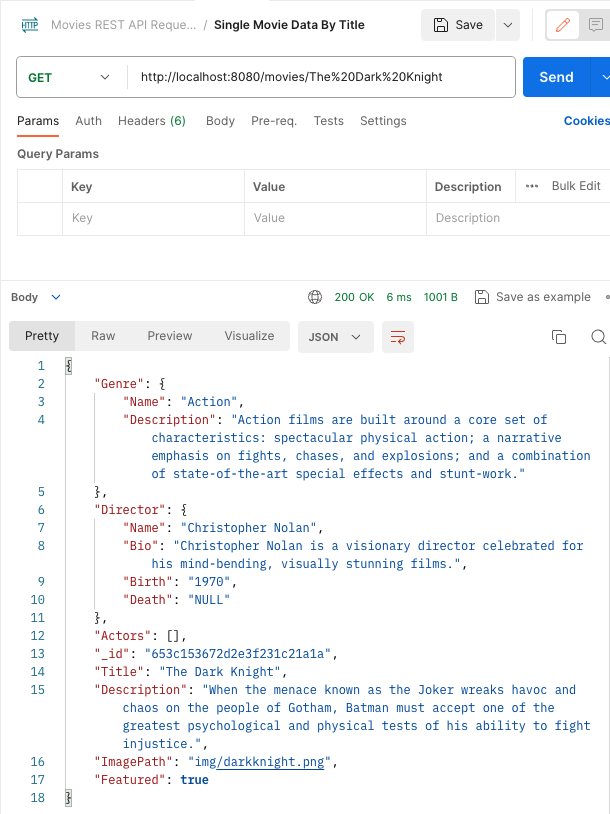 HTTP Movies REST API Reque... / Single Movie Data By Title Save
GET http://localhost:8080/movies/The%20Dark%20Knight Send
Params Auth Headers (6) Body Pre-req. Tests Settings Cookies
Query Params
Key Value Description ••• Bulk Edit
Key Value Description
Body 200 OK 6 ms 1001 B Save as example
Pretty Raw Preview Visualize JSON
1 {
2 "Genre": {
3 "Name": "Action",
4 "Description": "Action films are built around a core set of
characteristics: spectacular physical action; a narrative
emphasis on fights, chases, and explosions; and a combination
of state-of-the-art special effects and stunt-work."
5 },
6 "Director": {
7 "Name": "Christopher Nolan",
8 "Bio": "Christopher Nolan is a visionary director celebrated for
his mind-bending, visually stunning films.",
9 "Birth": "1970",
10 "Death": "NULL"
11 },
12 "Actors": [],
13 "_id": "653c153672d2e3f231c21a1a",
14 "Title": "The Dark Knight",
15 "Description": "When the menace known as the Joker wreaks havoc and
chaos on the people of Gotham, Batman must accept one of the
greatest psychological and physical tests of his ability to fight
injustice.",
16 "ImagePath": "img/darkknight.png",
17 "Featured": true
18 }